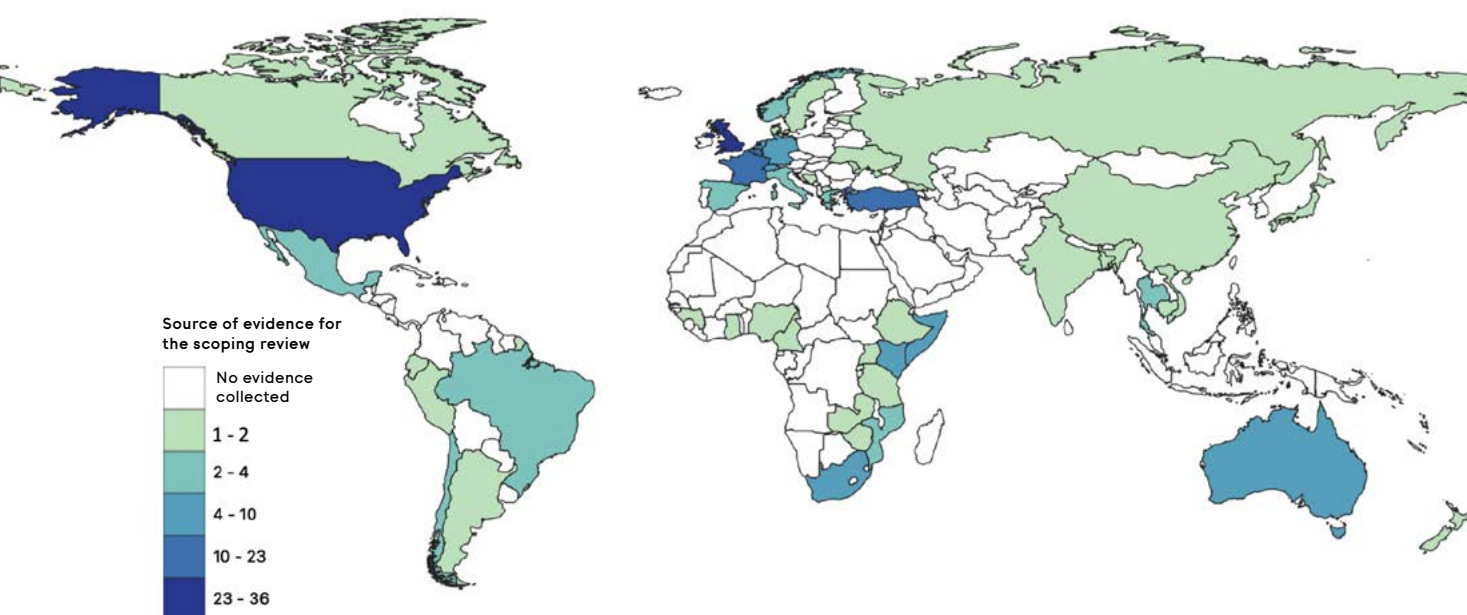 Source of evidence for
the scoping review
No evidence
collected
1 - 2
2 - 4
4 - 10
10 - 23
23 - 36